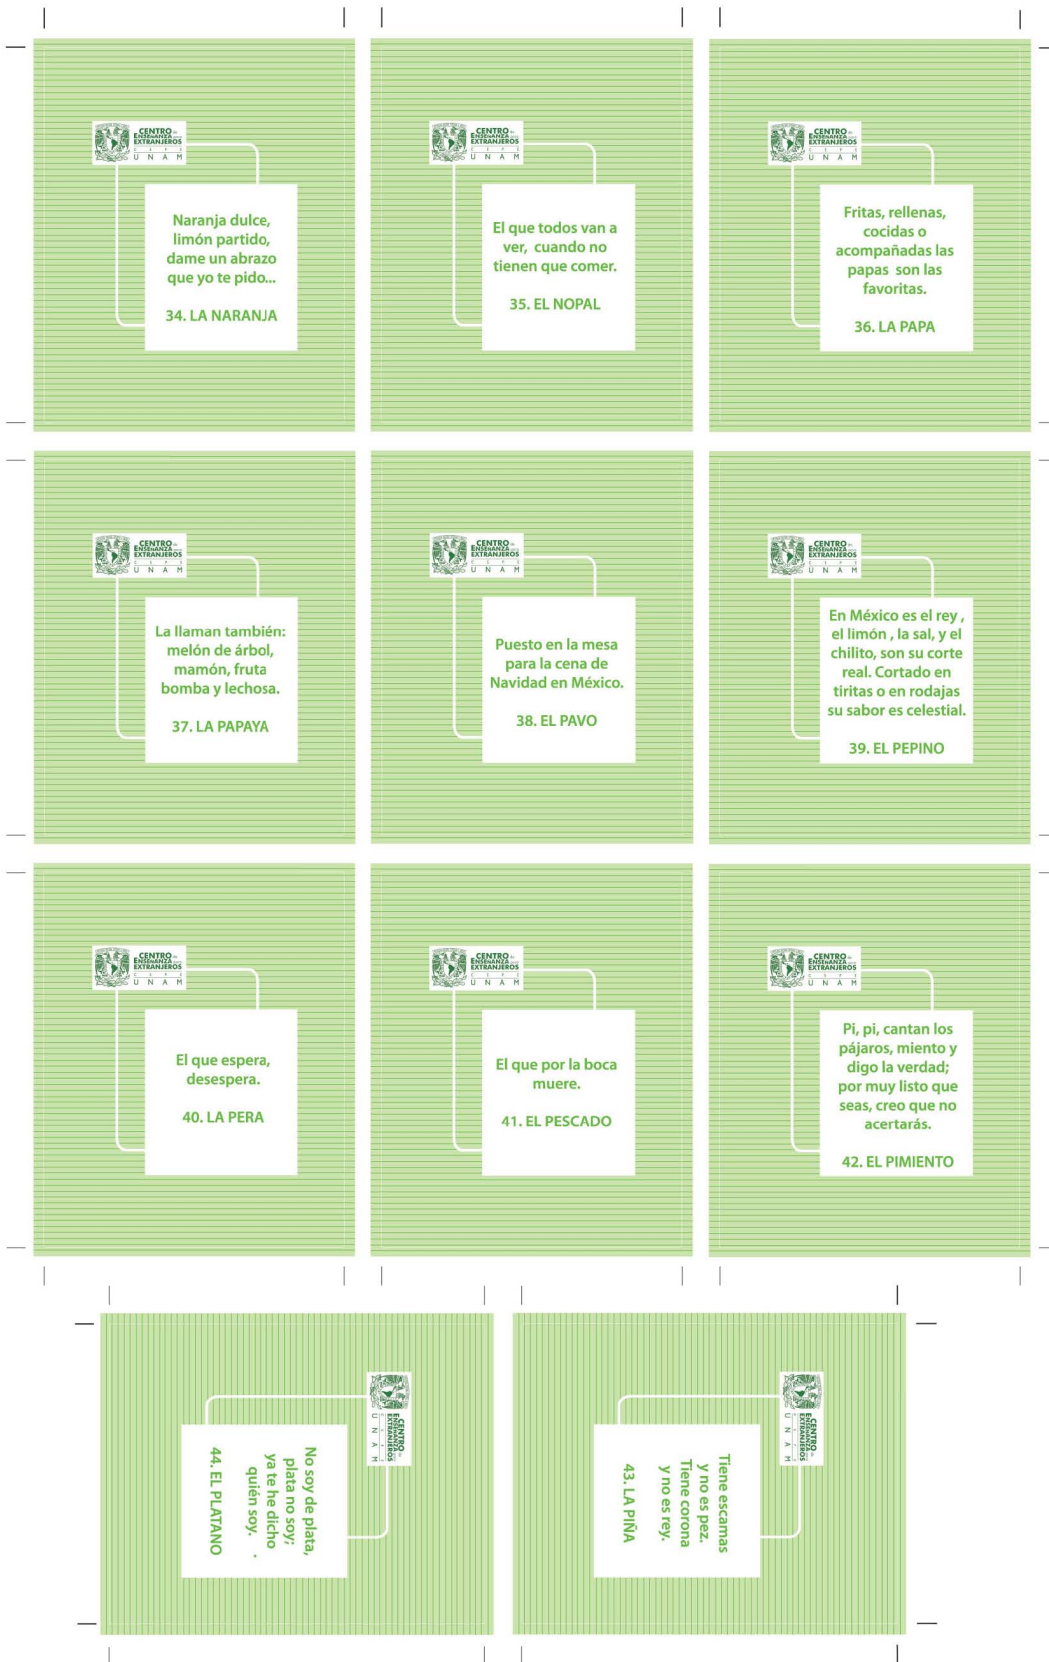 CENTRO de
ENSEÑANZA para
EXTRANJEROS
C E P E
U N A M
Naranja dulce,
limón partido,
dame un abrazo
que yo te pido...
34. LA NARANJA
CENTRO de
ENSEÑANZA para
EXTRANJEROS
C E P E
U N A M
El que todos van a
ver, cuando no
tienen que comer.
35. EL NOPAL
CENTRO de
ENSEÑANZA para
EXTRANJEROS
C E P E
U N A M
Fritas, rellenas,
cocidas o
acompañadas las
papas son las
favoritas.
36. LA PAPA
CENTRO de
ENSEÑANZA para
EXTRANJEROS
C E P E
U N A M
La llaman también:
melón de árbol,
mamón, fruta
bomba y lechosa.
37. LA PAPAYA
CENTRO de
ENSEÑANZA para
EXTRANJEROS
C E P E
U N A M
Puesto en la mesa
para la cena de
Navidad en México.
38. EL PAVO
CENTRO de
ENSEÑANZA para
EXTRANJEROS
C E P E
U N A M
En México es el rey ,
el limón , la sal, y el
chilito, son su corte
real. Cortado en
tiritas o en rodajas
su sabor es celestial.
39. EL PEPINO
CENTRO de
ENSEÑANZA para
EXTRANJEROS
C E P E
U N A M
El que espera,
desespera.
40. LA PERA
CENTRO de
ENSEÑANZA para
EXTRANJEROS
C E P E
U N A M
El que por la boca
muere.
41. EL PESCADO
CENTRO de
ENSEÑANZA para
EXTRANJEROS
C E P E
U N A M
Pi, pi, cantan los
pájaros, miento y
digo la verdad;
por muy listo que
seas, creo que no
acertarás.
42. EL PIMIENTO
CENTRO de
ENSEÑANZA para
EXTRANJEROS
C E P E
U N A M
No soy de plata,
plata no soy;
ya te he dicho
quién soy.
44. EL PLATANO
CENTRO de
ENSEÑANZA para
EXTRANJEROS
C E P E
U N A M
Tiene escamas
y no es pez.
Tiene corona
y no es rey.
43. LA PIÑA